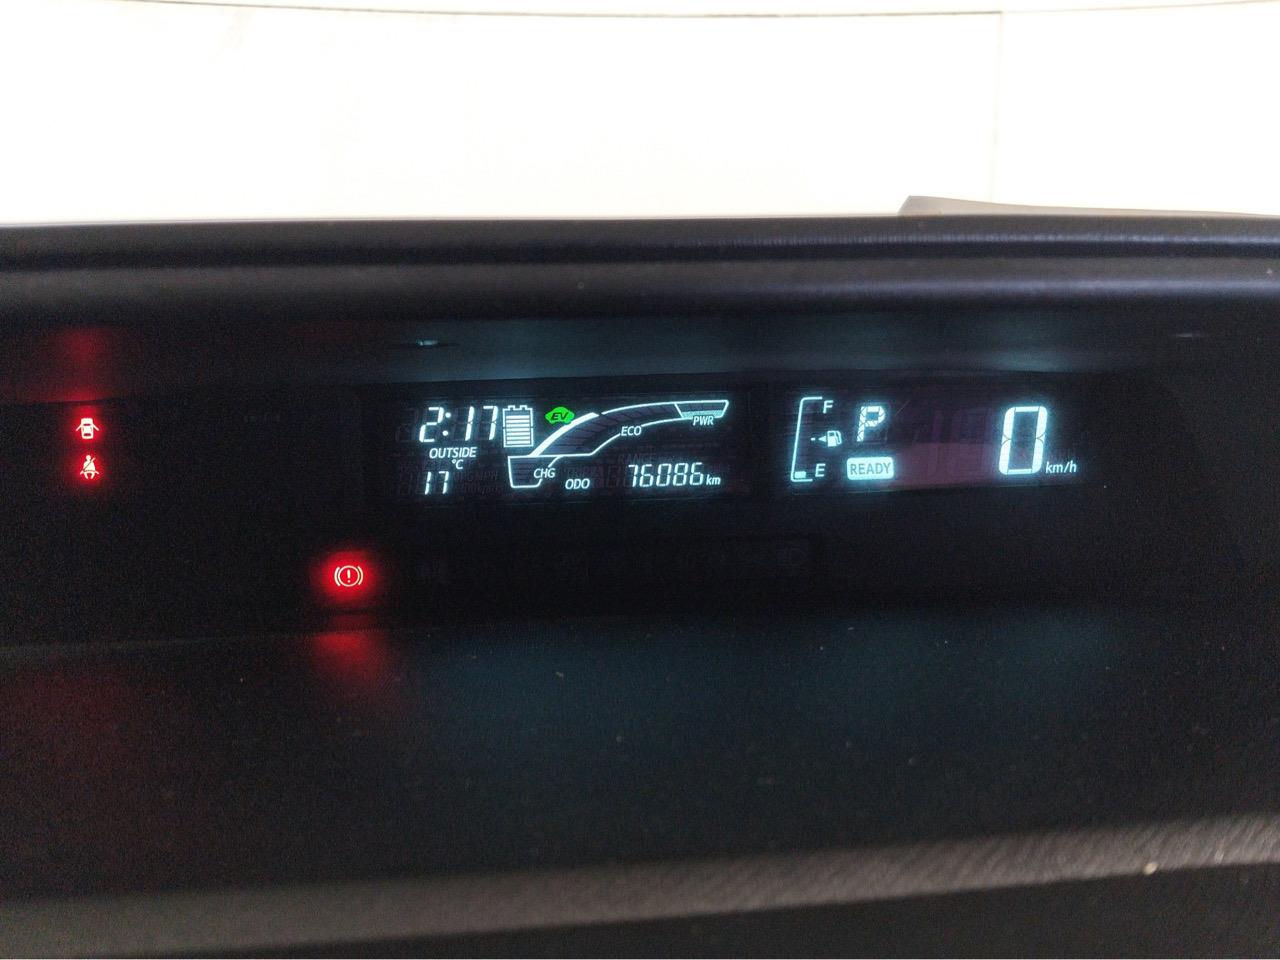 2:17
EV
ECO
PWR
OUTSIDE
°C
17
CHG
ODO
76086 km
F
E
P
READY
0 km/h